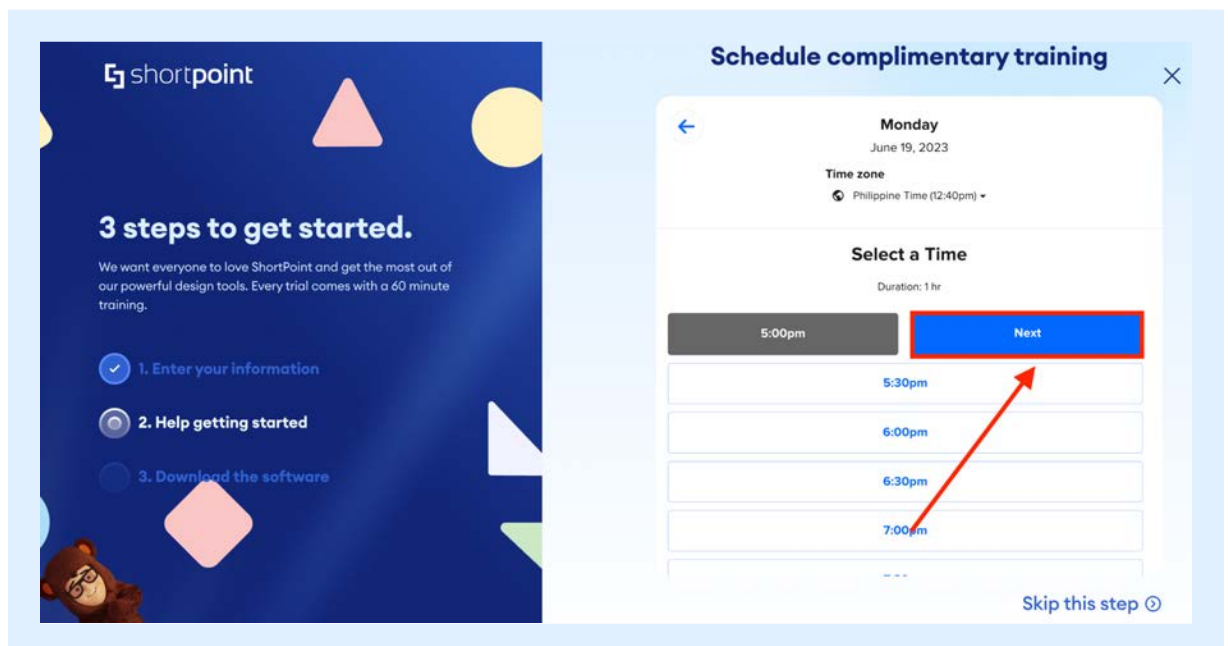 shortpoint
3 steps to get started.
We want everyone to love ShortPoint and get the most out of
our powerful design tools. Every trial comes with a 60 minute
training.
1. Enter your information
2. Help getting started
3. Download the software
Schedule complimentary training
Monday
June 19, 2023
Time zone
Philippine Time (12:40pm)
Select a Time
Duration: 1 hr
5:00pm
Next
5:30pm
6:00pm
6:30pm
7:00pm
Skip this step